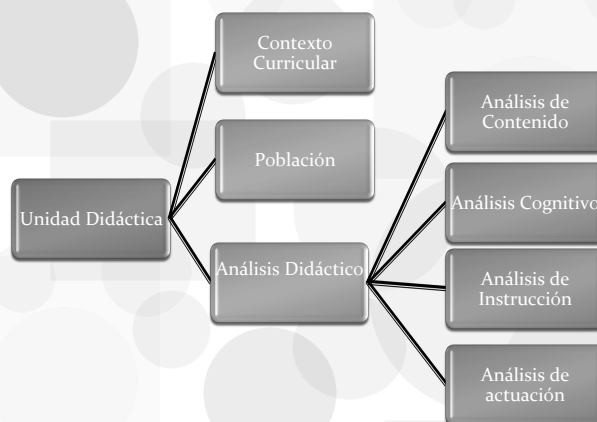 Contexto
Curricular
Población
Unidad Didáctica
Análisis Didáctico
Análisis de
Contenido
Análisis Cognitivo
Análisis de
Instrucción
Análisis de
actuación